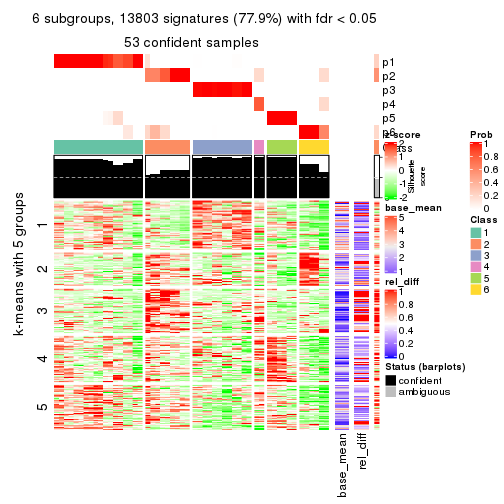 6 subgroups, 13803 signatures (77.9%) with fdr < 0.05
53 confident samples
p1
p2
p3
p4
p5
p6
Class
z-score
2
1
0
-1
-2
Silhouette
score
Prob
1
0.8
0.6
0.4
0.2
0
base_mean
5
4
3
2
1
Class
1
2
3
4
5
6
rel_diff
1
0.8
0.6
0.4
0.2
0
Status (barplots)
confident
ambiguous
k-means with 5 groups
1
2
3
4
5
base_mean
rel_diff